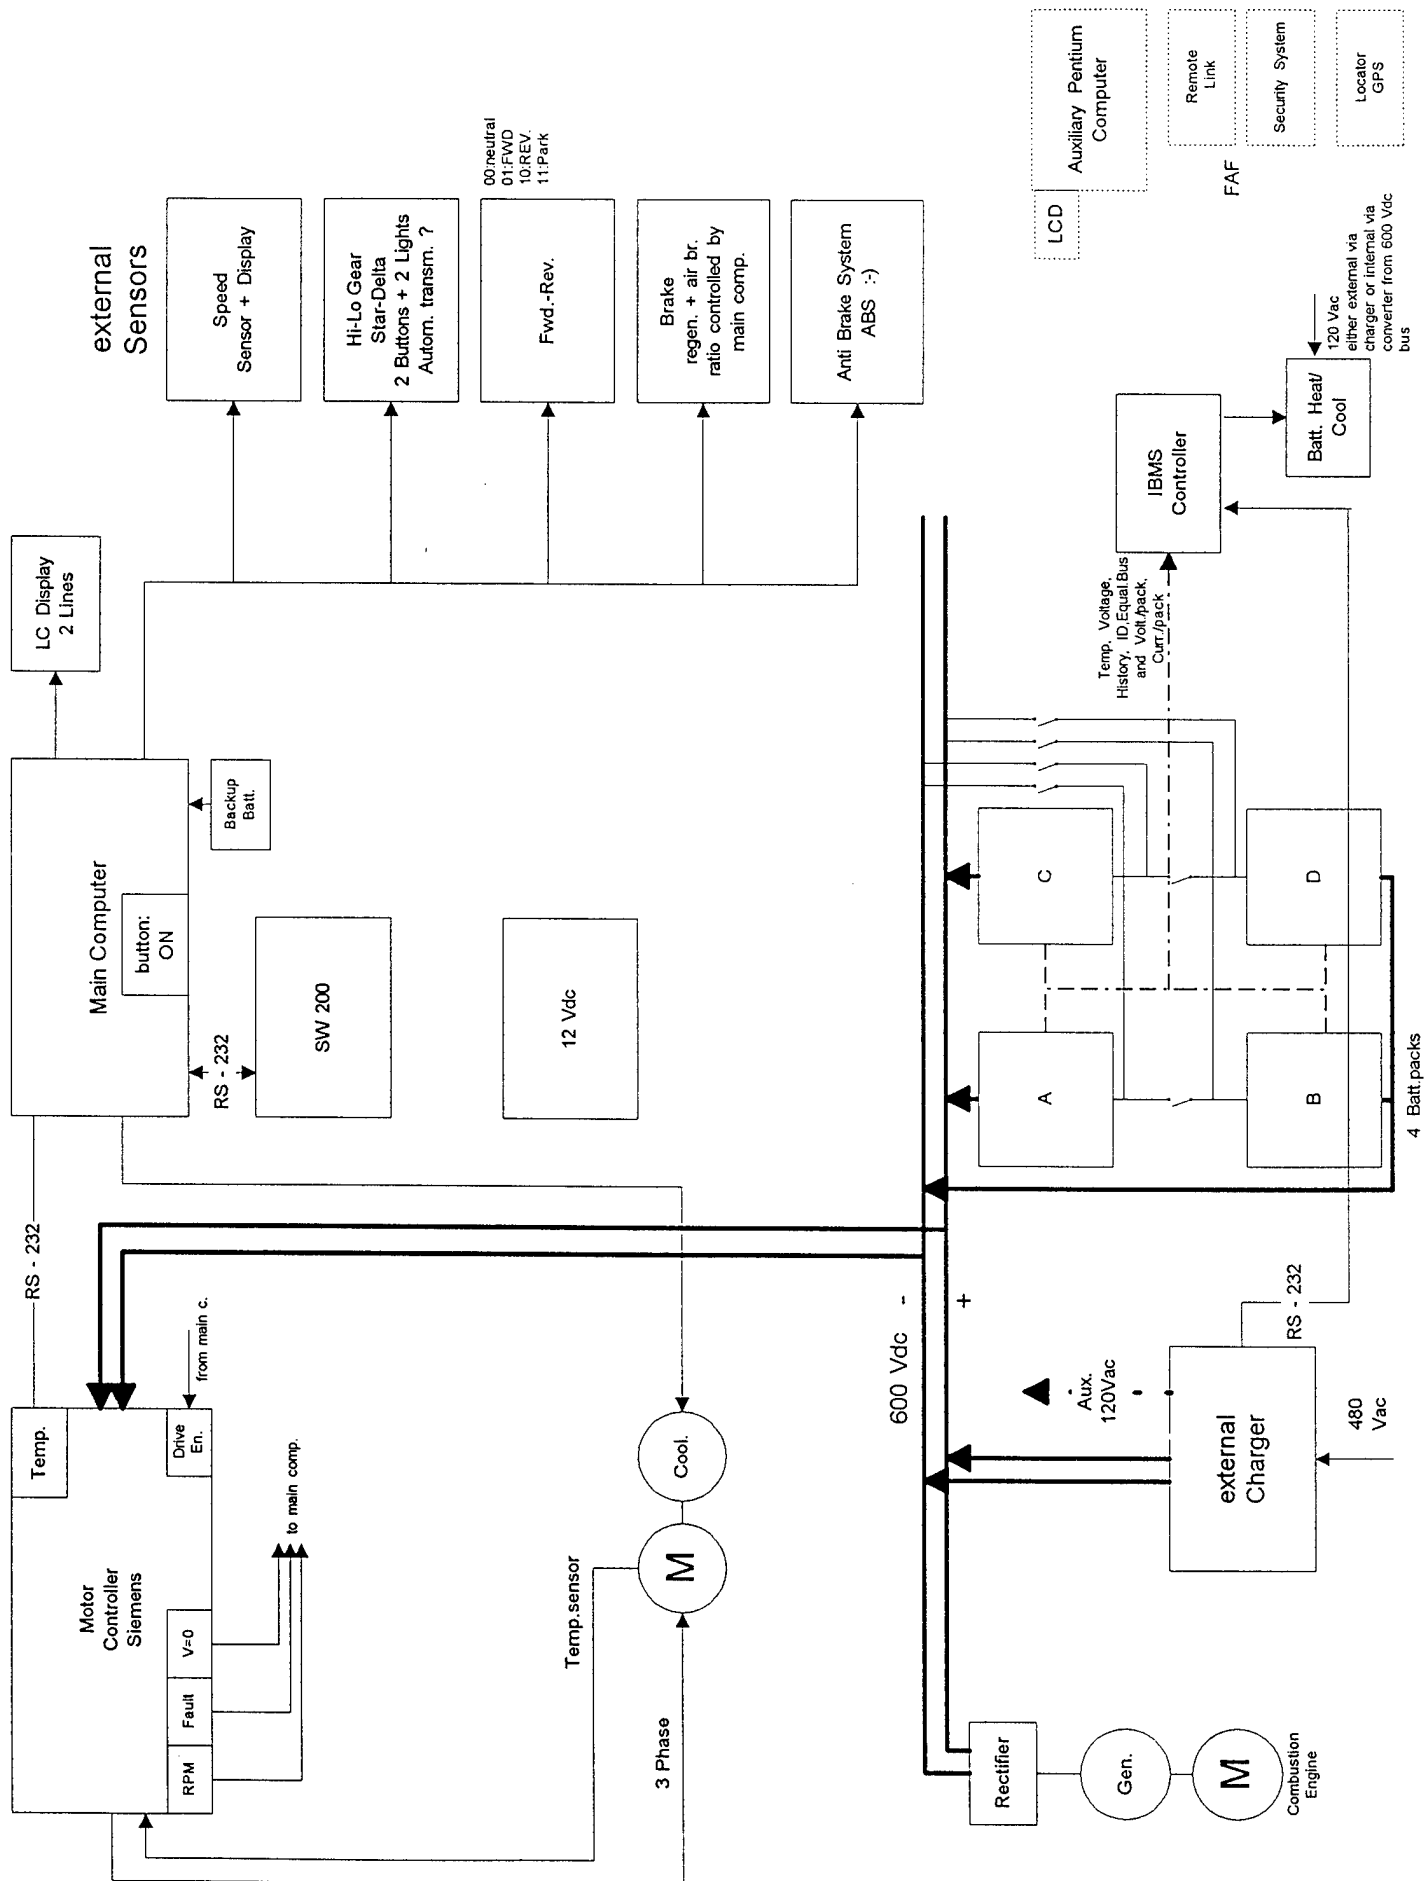 Temp.
Motor
Controller
Siemens
RPM
Fault
V=0
Drive
En.
from main c.
to main comp.
RS - 232
Main Computer
button:
ON
Backup
Batt.
LC Display
2 Lines
RS - 232
SW 200
12 Vdc
external
Sensors
Speed
Sensor + Display
Hi-Lo Gear
Star-Delta
2 Buttons + 2 Lights
Autom. transm. ?
Fwd.-Rev.
00:neutral
01:FWD
10:REV.
11:Park
Brake
regen. + air br.
ratio controlled by
main comp.
Anti Brake System
ABS :-)
Temp.sensor
3 Phase
M
Cool.
600 Vdc
-
+
Rectifier
Gen.
M
Combustion
Engine
Aux.
120Vac
external
Charger
480
Vac
RS - 232
A
B
C
D
4 Batt.packs
Temp, Voltage,
History, ID,Equal.Bus
and Volt./pack,
Curr./pack
IBMS
Controller
Batt. Heat/
Cool
120 Vac
either external via
charger or internal via
converter from 600 Vdc
bus
LCD
Auxiliary Pentium
Computer
FAF
Remote
Link
Security System
Locator
GPS